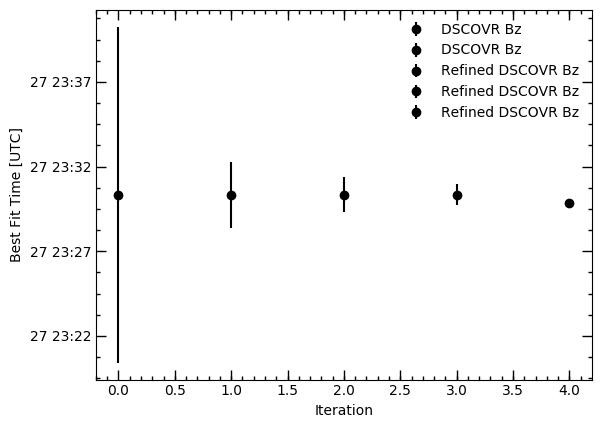 DSCOVR Bz
DSCOVR Bz
Refined DSCOVR Bz
Refined DSCOVR Bz
Refined DSCOVR Bz
27 23:37
27 23:32
27 23:27
27 23:22
Best Fit Time [UTC]
0.0 0.5 1.0 1.5 2.0 2.5 3.0 3.5 4.0
Iteration